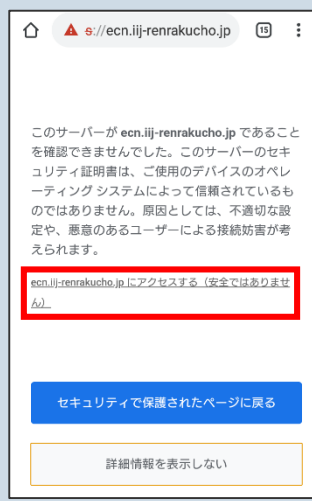 s://ecn.iij-renrakucho.jp 15
このサーバーが ecn.iij-renrakucho.jp であること
を確認できませんでした。このサーバーのセキ
ュリティ証明書は、ご使用のデバイスのオペレ
ーティング システムによって信頼されているも
のではありません。原因としては、不適切な設
定や、悪意のあるユーザーによる接続妨害が考
えられます。
ecn.iij-renrakucho.jp にアクセスする（安全ではありませ
ん）
セキュリティで保護されたページに戻る
詳細情報を表示しない